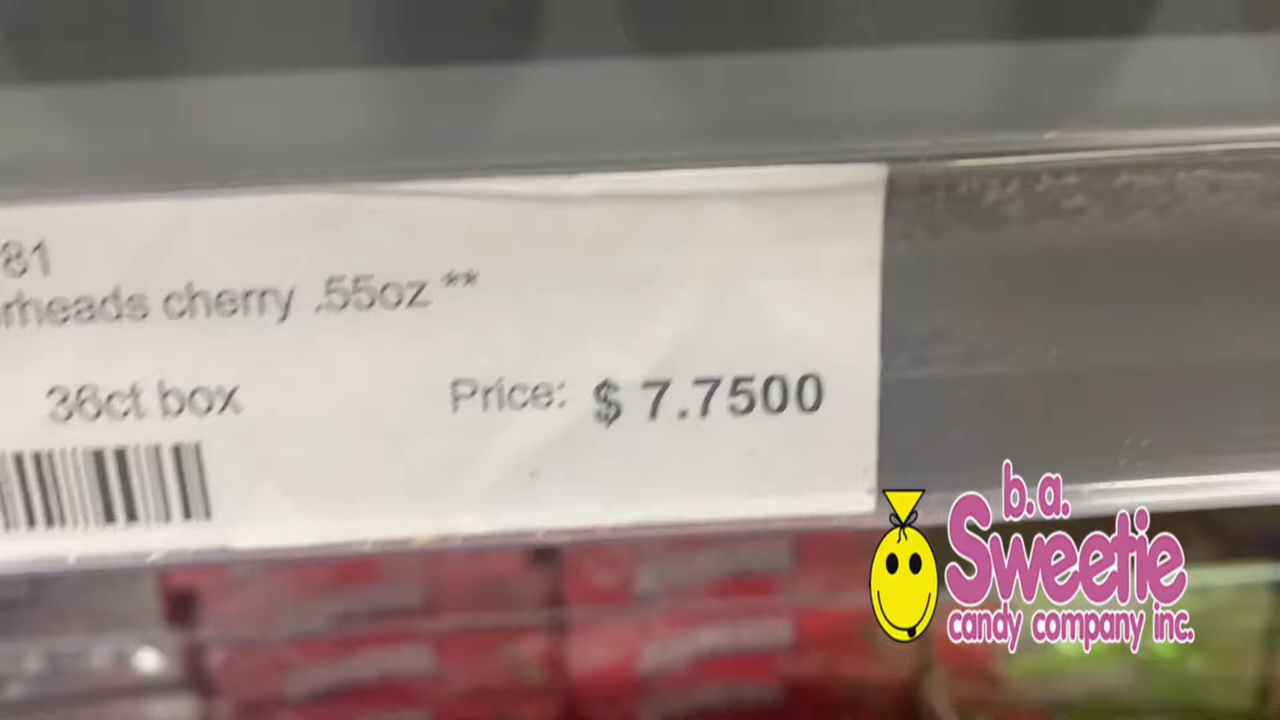 81
rheads cherry .55oz **
36ct box
Price: $ 7.7500
b.a.
Sweetie
candy company inc.